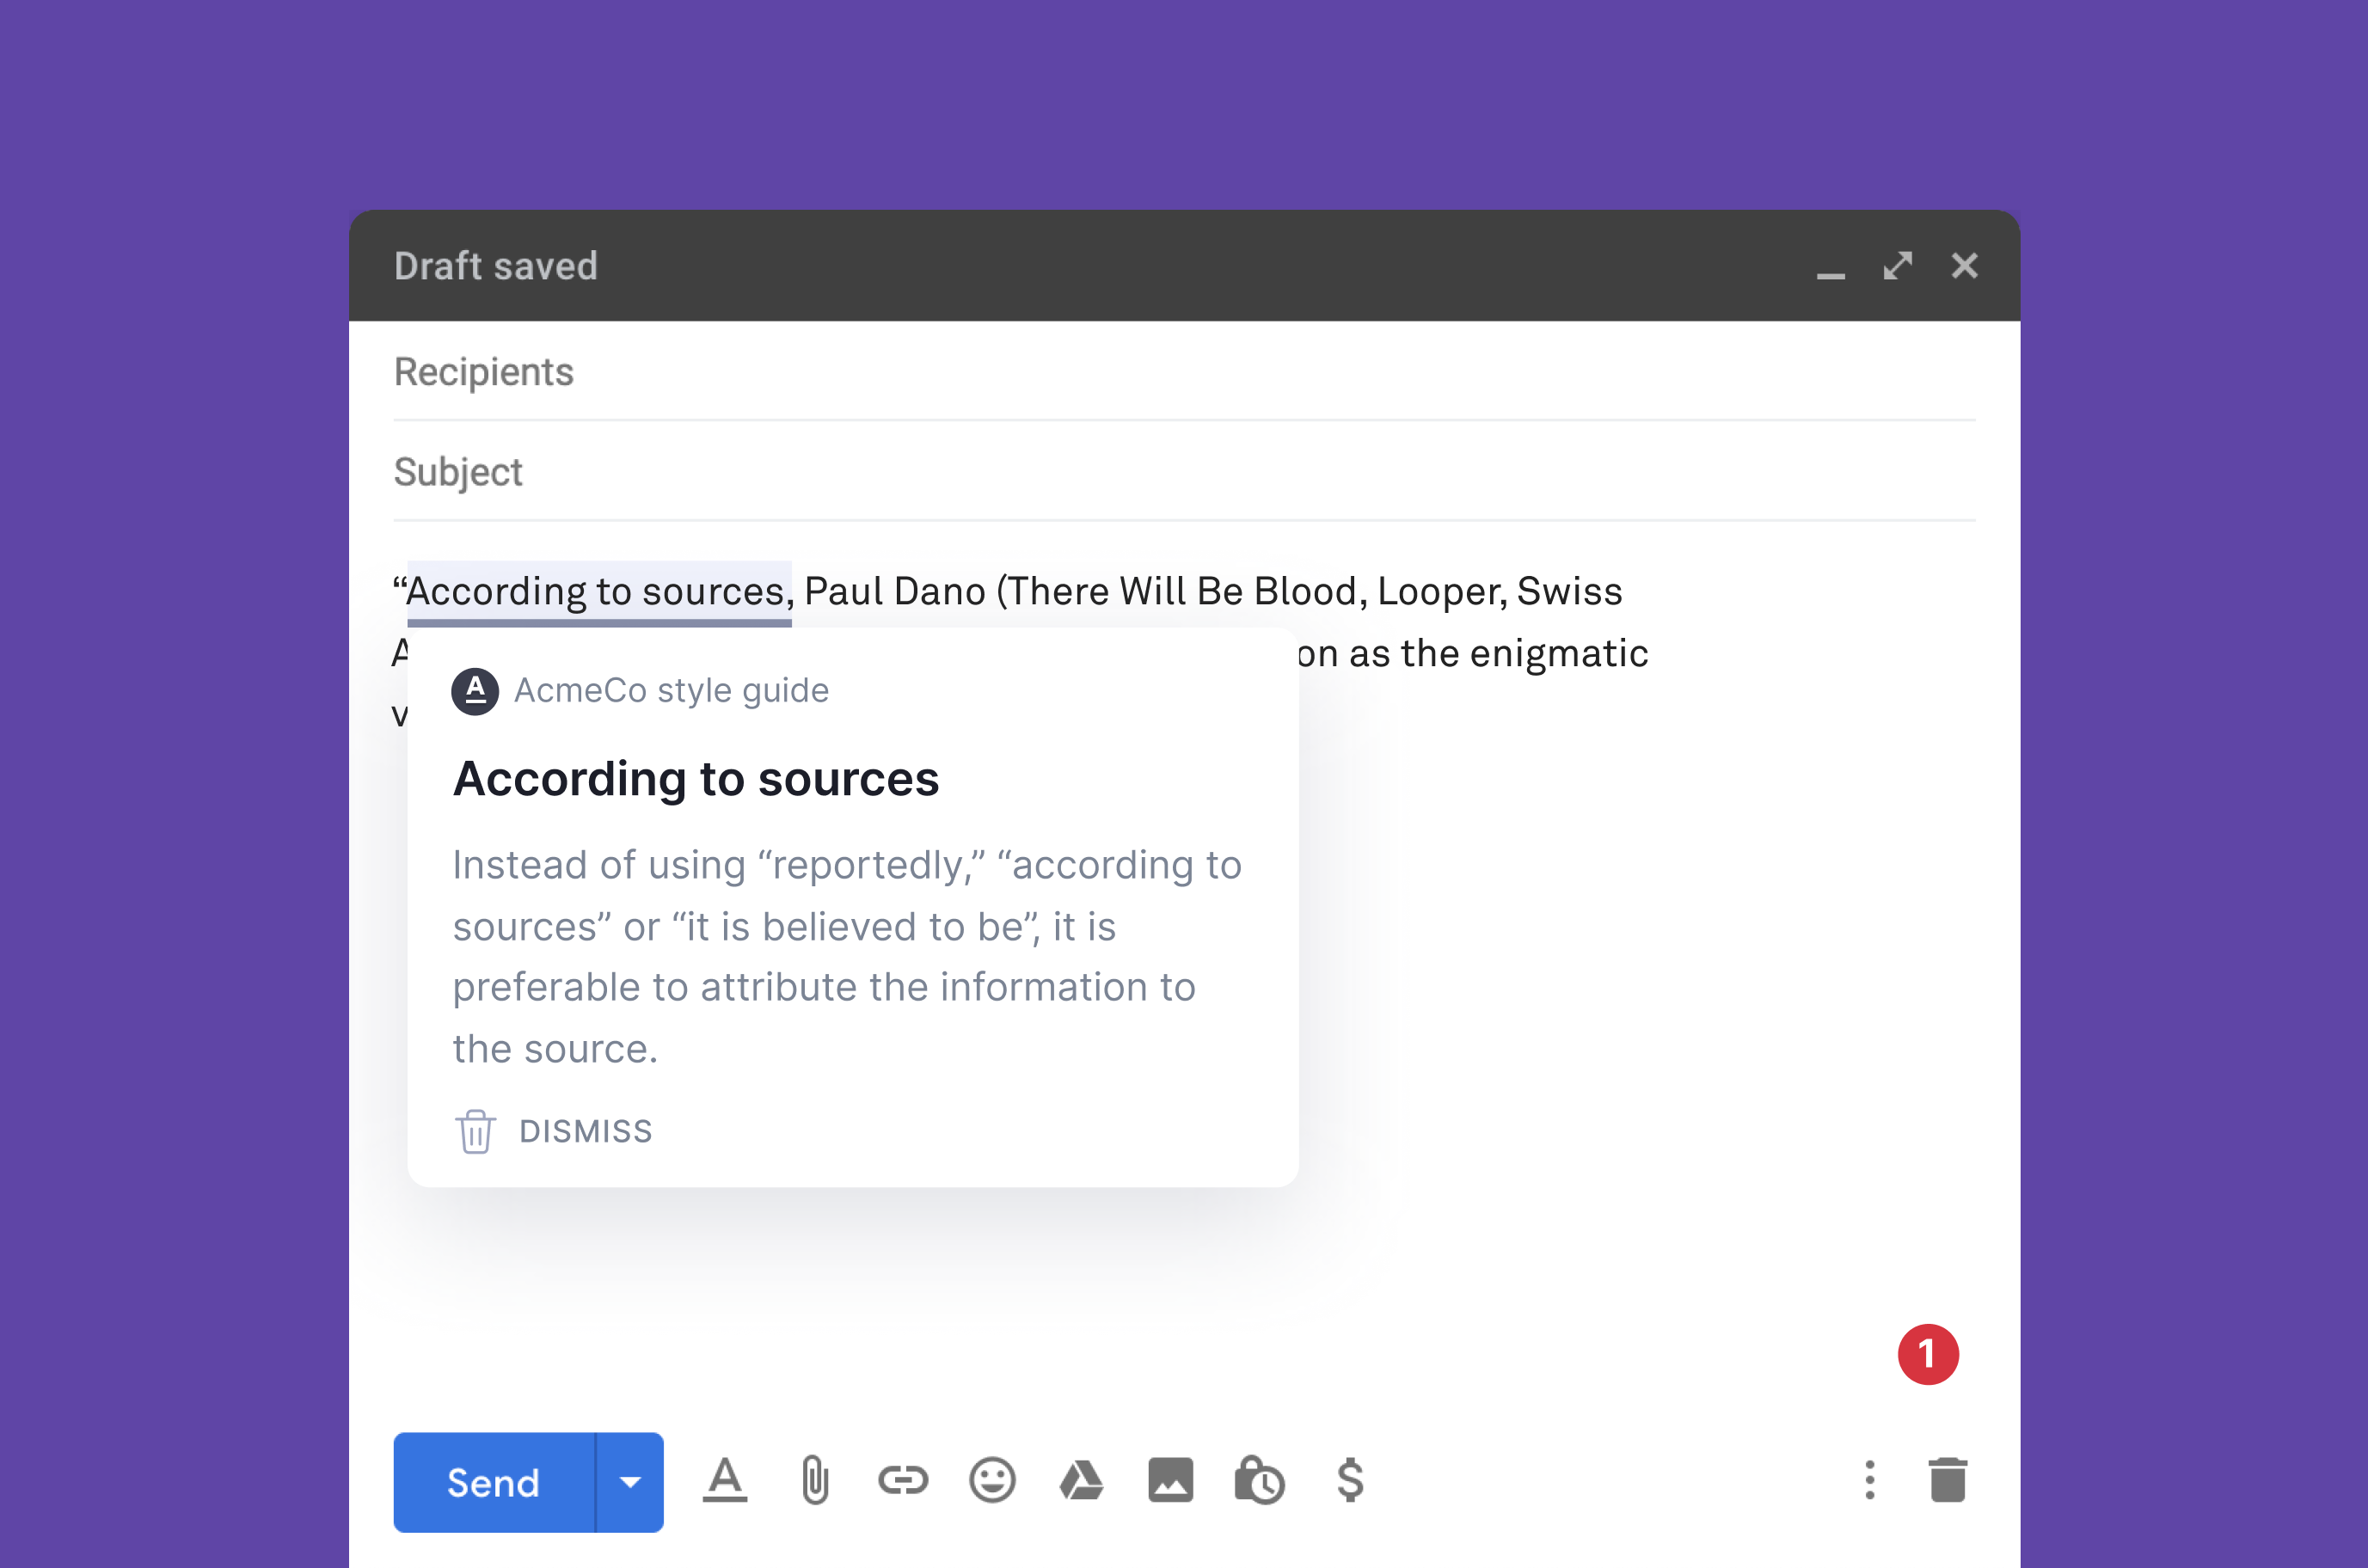 Draft saved
Recipients
Subject
“According to sources, Paul Dano (There Will Be Blood, Looper, Swiss
on as the enigmatic
A AcmeCo style guide
According to sources
Instead of using “reportedly,” “according to
sources” or “it is believed to be”, it is
preferable to attribute the information to
the source.
DISMISS
1
Send
A
$